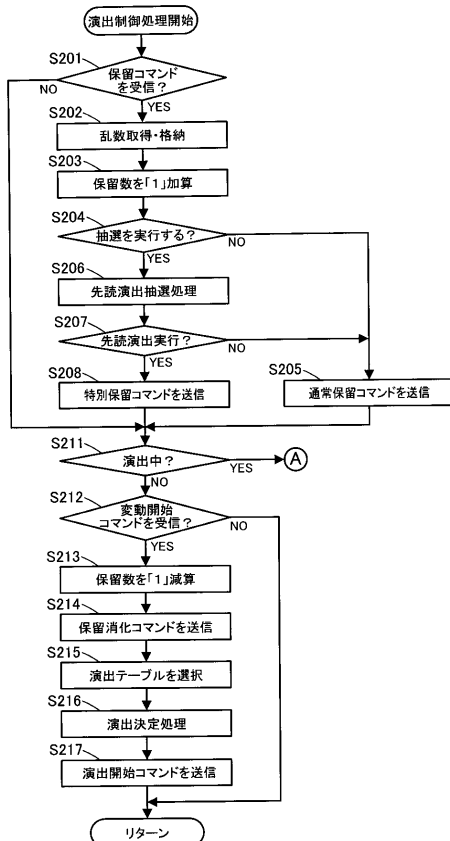 演出制御処理開始
S201
保留コマンド
を受信？
NO
YES
S202
乱数取得・格納
S203
保留数を「1」加算
S204
抽選を実行する？
NO
YES
S206
先読演出抽選処理
S207
先読演出実行？
NO
YES
S208
特別保留コマンドを送信
S205
通常保留コマンドを送信
S211
演出中？
YES
A
NO
S212
変動開始
コマンドを受信？
NO
YES
S213
保留数を「1」減算
S214
保留消化コマンドを送信
S215
演出テーブルを選択
S216
演出決定処理
S217
演出開始コマンドを送信
リターン